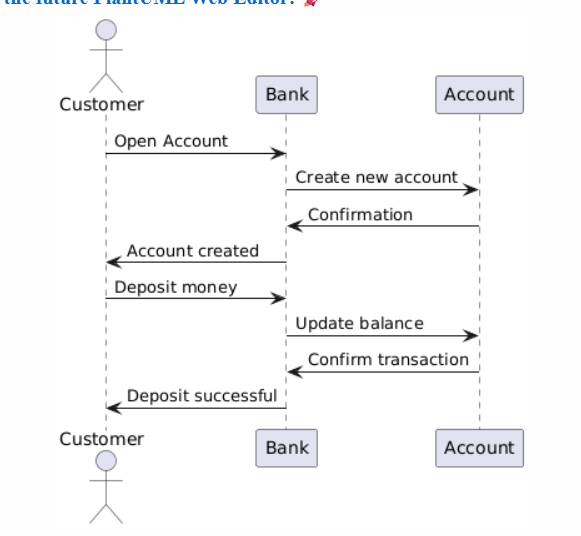 the future PlantUML Web Editor! 🚀
Customer
Bank
Account
Open Account
Create new account
Confirmation
Account created
Deposit money
Update balance
Confirm transaction
Deposit successful
Customer
Bank
Account